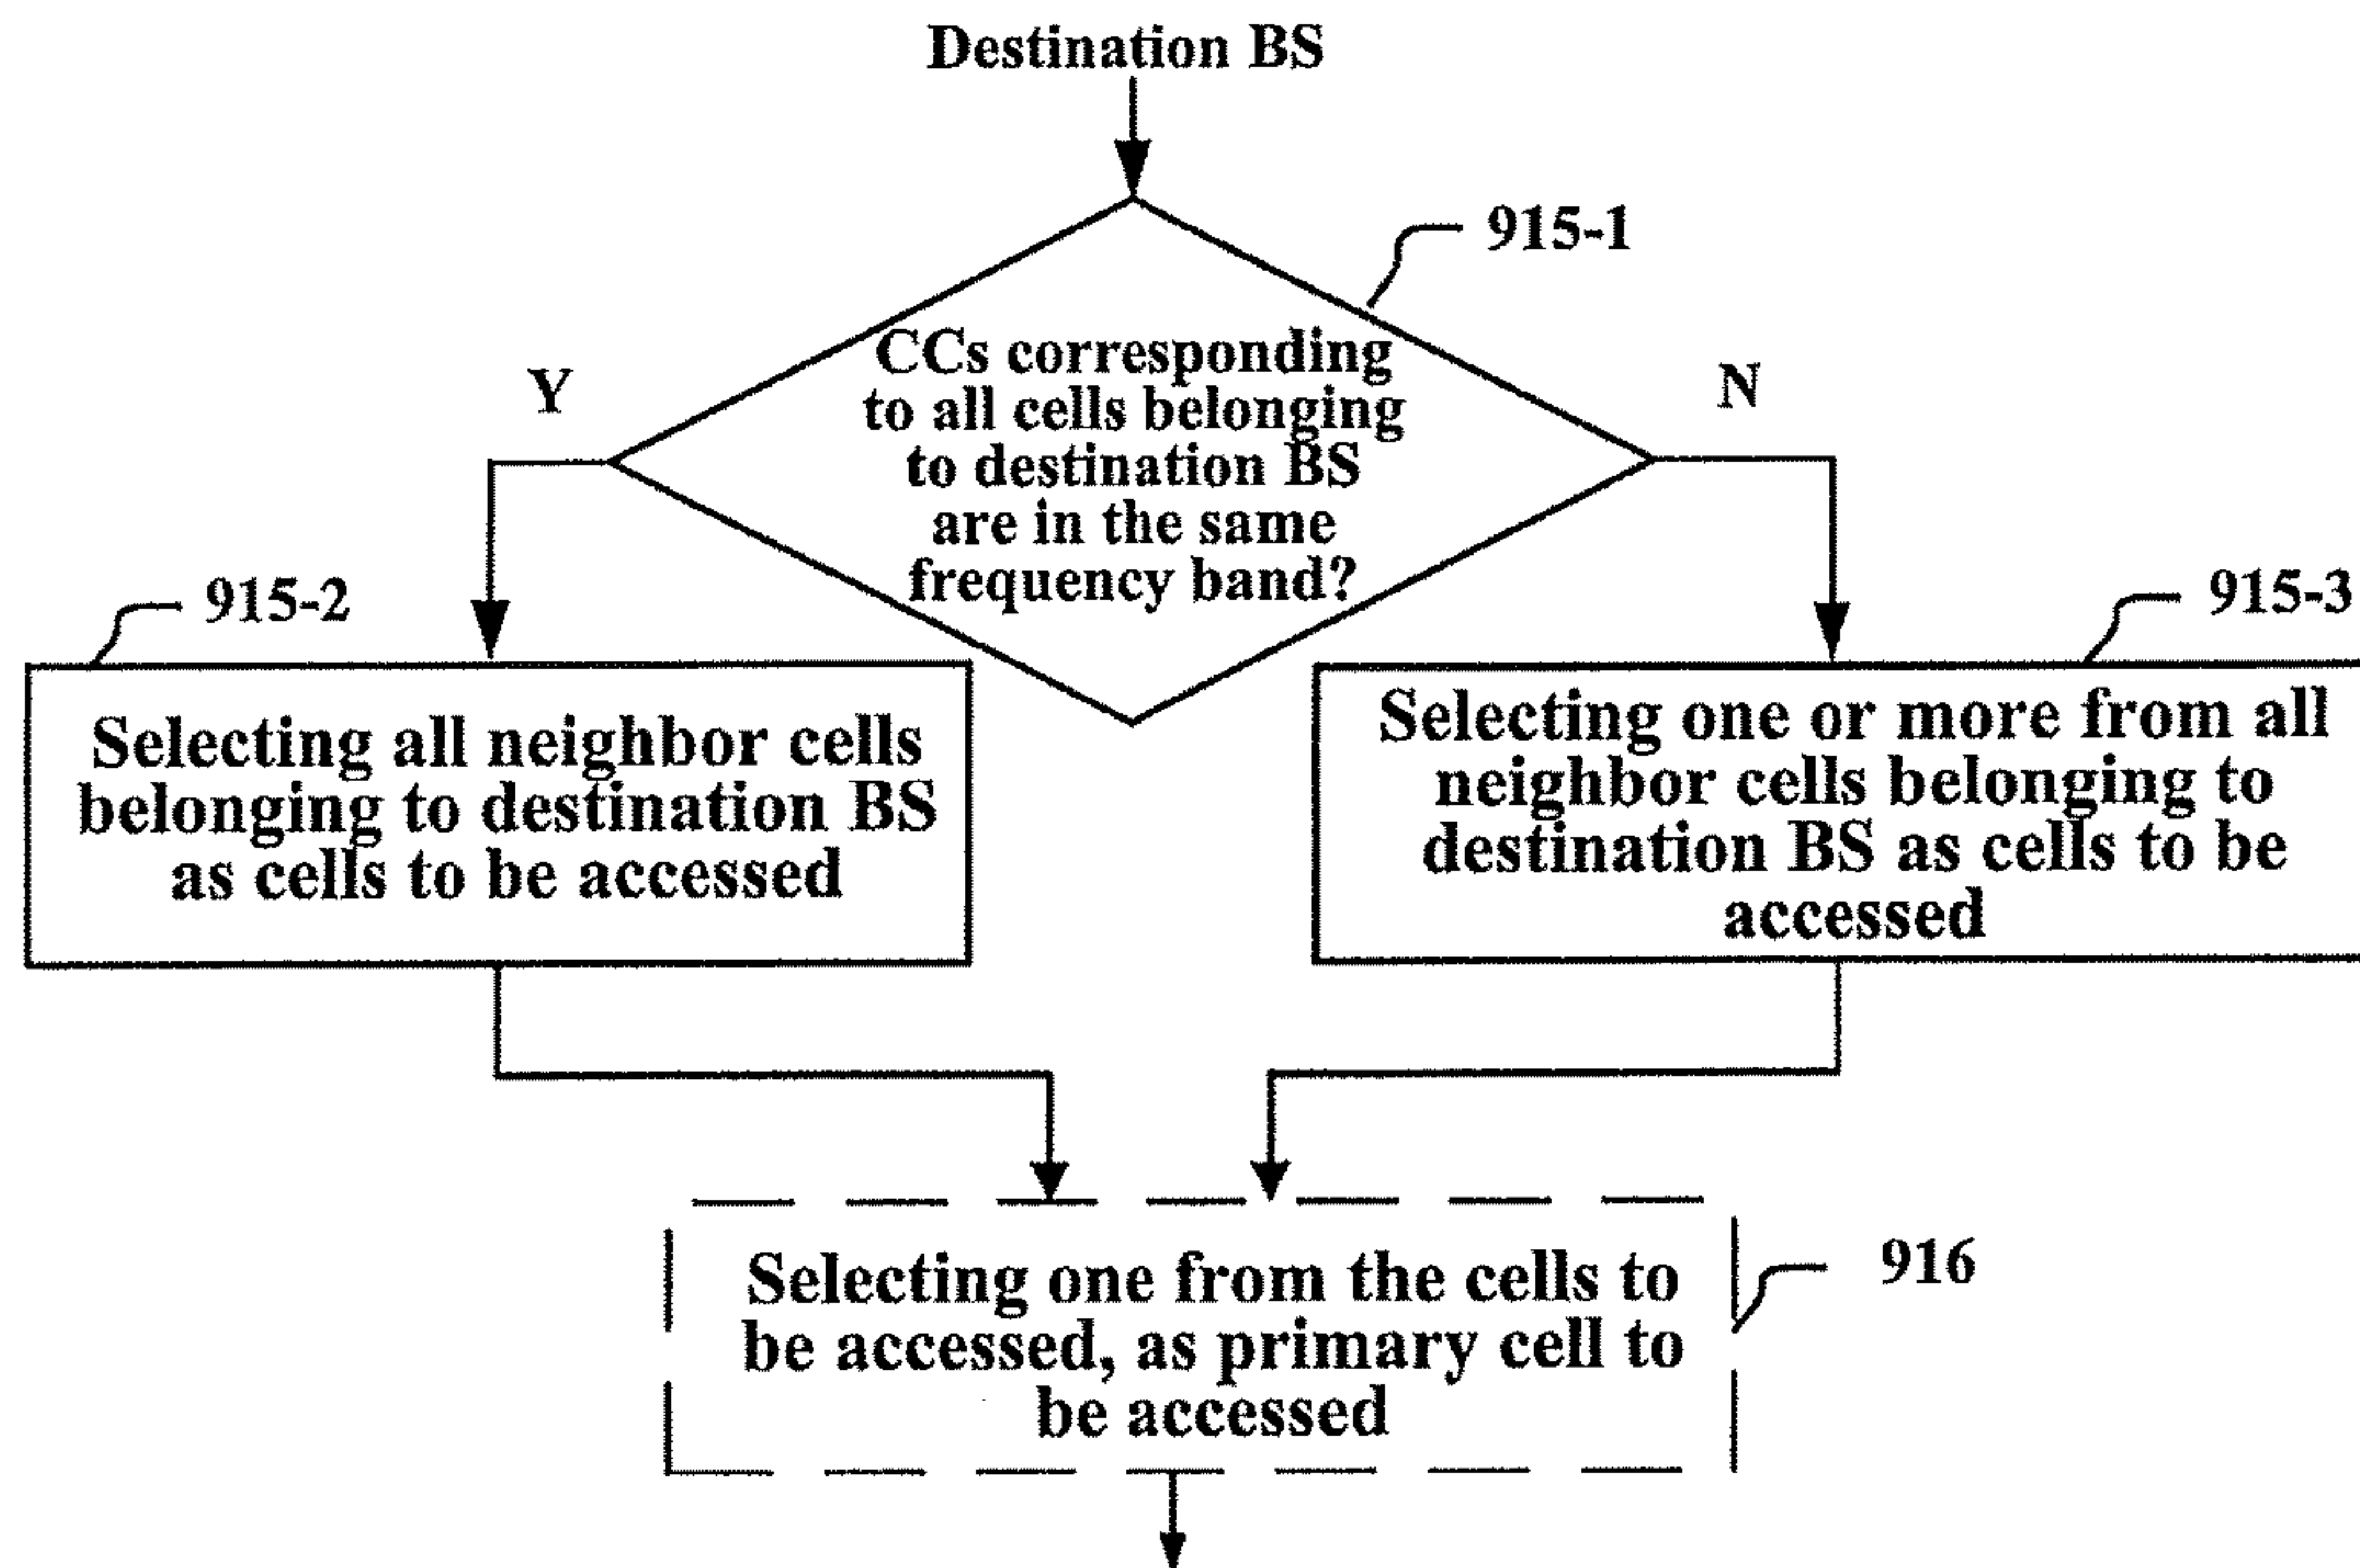 Destination BS
915-1
CCs corresponding
to all cells belonging
to destination BS
are in the same
frequency band?
Y
N
915-2
915-3
Selecting all neighbor cells
belonging to destination BS
as cells to be accessed
Selecting one or more from all
neighbor cells belonging to
destination BS as cells to be
accessed
Selecting one from the cells to
be accessed, as primary cell to
be accessed
916